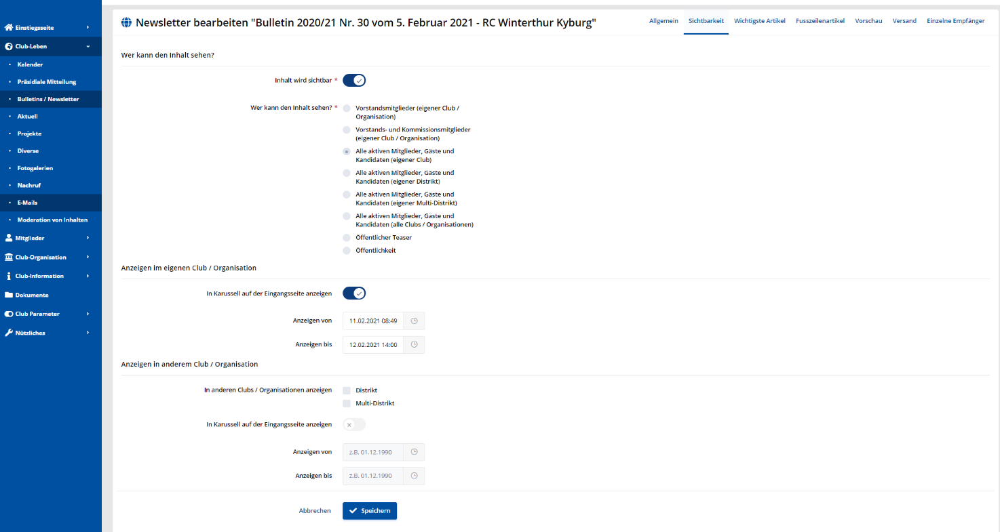 Einstiegsseite
Club-Leben
Kalender
Präsidiale Mitteilung
Bulletins / Newsletter
Aktuell
Projekte
Diverse
Fotogalerien
Nachruf
E-Mails
Moderation von Inhalten
Mitglieder
Club-Organisation
Club-Information
Dokumente
Club Parameter
Nützliches
Newsletter bearbeiten "Bulletin 2020/21 Nr. 30 vom 5. Februar 2021 - RC Winterthur Kyburg"
Allgemein Sichtbarkeit Wichtigste Artikel Fusszeilenartikel Vorschau Versand Einzelne Empfänger
Wer kann den Inhalt sehen?
Inhalt wird sichtbar *
Wer kann den Inhalt sehen? *
Vorstandsmitglieder (eigener Club /
Organisation)
Vorstands- und Kommissionsmitglieder
(eigener Club / Organisation)
Alle aktiven Mitglieder, Gäste und
Kandidaten (eigener Club)
Alle aktiven Mitglieder, Gäste und
Kandidaten (eigener Distrikt)
Alle aktiven Mitglieder, Gäste und
Kandidaten (eigener Multi-Distrikt)
Alle aktiven Mitglieder, Gäste und
Kandidaten (alle Clubs / Organisationen)
Öffentlicher Teaser
Öffentlichkeit
Anzeigen im eigenen Club / Organisation
In Karussell auf der Eingangsseite anzeigen
Anzeigen von 11.02.2021 08:49
Anzeigen bis 12.02.2021 14:00
Anzeigen in anderem Club / Organisation
In anderen Clubs / Organisationen anzeigen Distrikt
Multi-Distrikt
In Karussell auf der Eingangsseite anzeigen
Anzeigen von z.B. 01.12.1990
Anzeigen bis z.B. 01.12.1990
Abbrechen Speichern